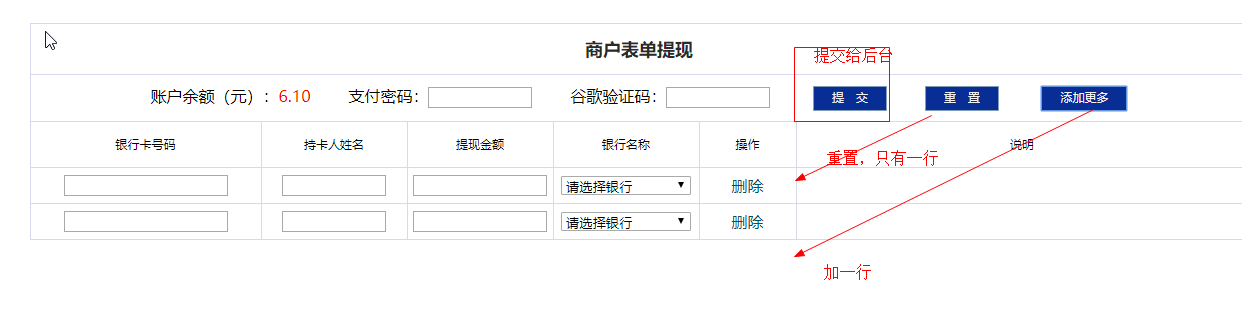 商户表单提现
提交给后台
账户余额（元）：6.10 支付密码： 谷歌验证码： 提 交 重 置 添加更多
银行卡号码 持卡人姓名 提现金额 银行名称 操作 说明
重置，只有一行
请选择银行 删除
请选择银行 删除
加一行